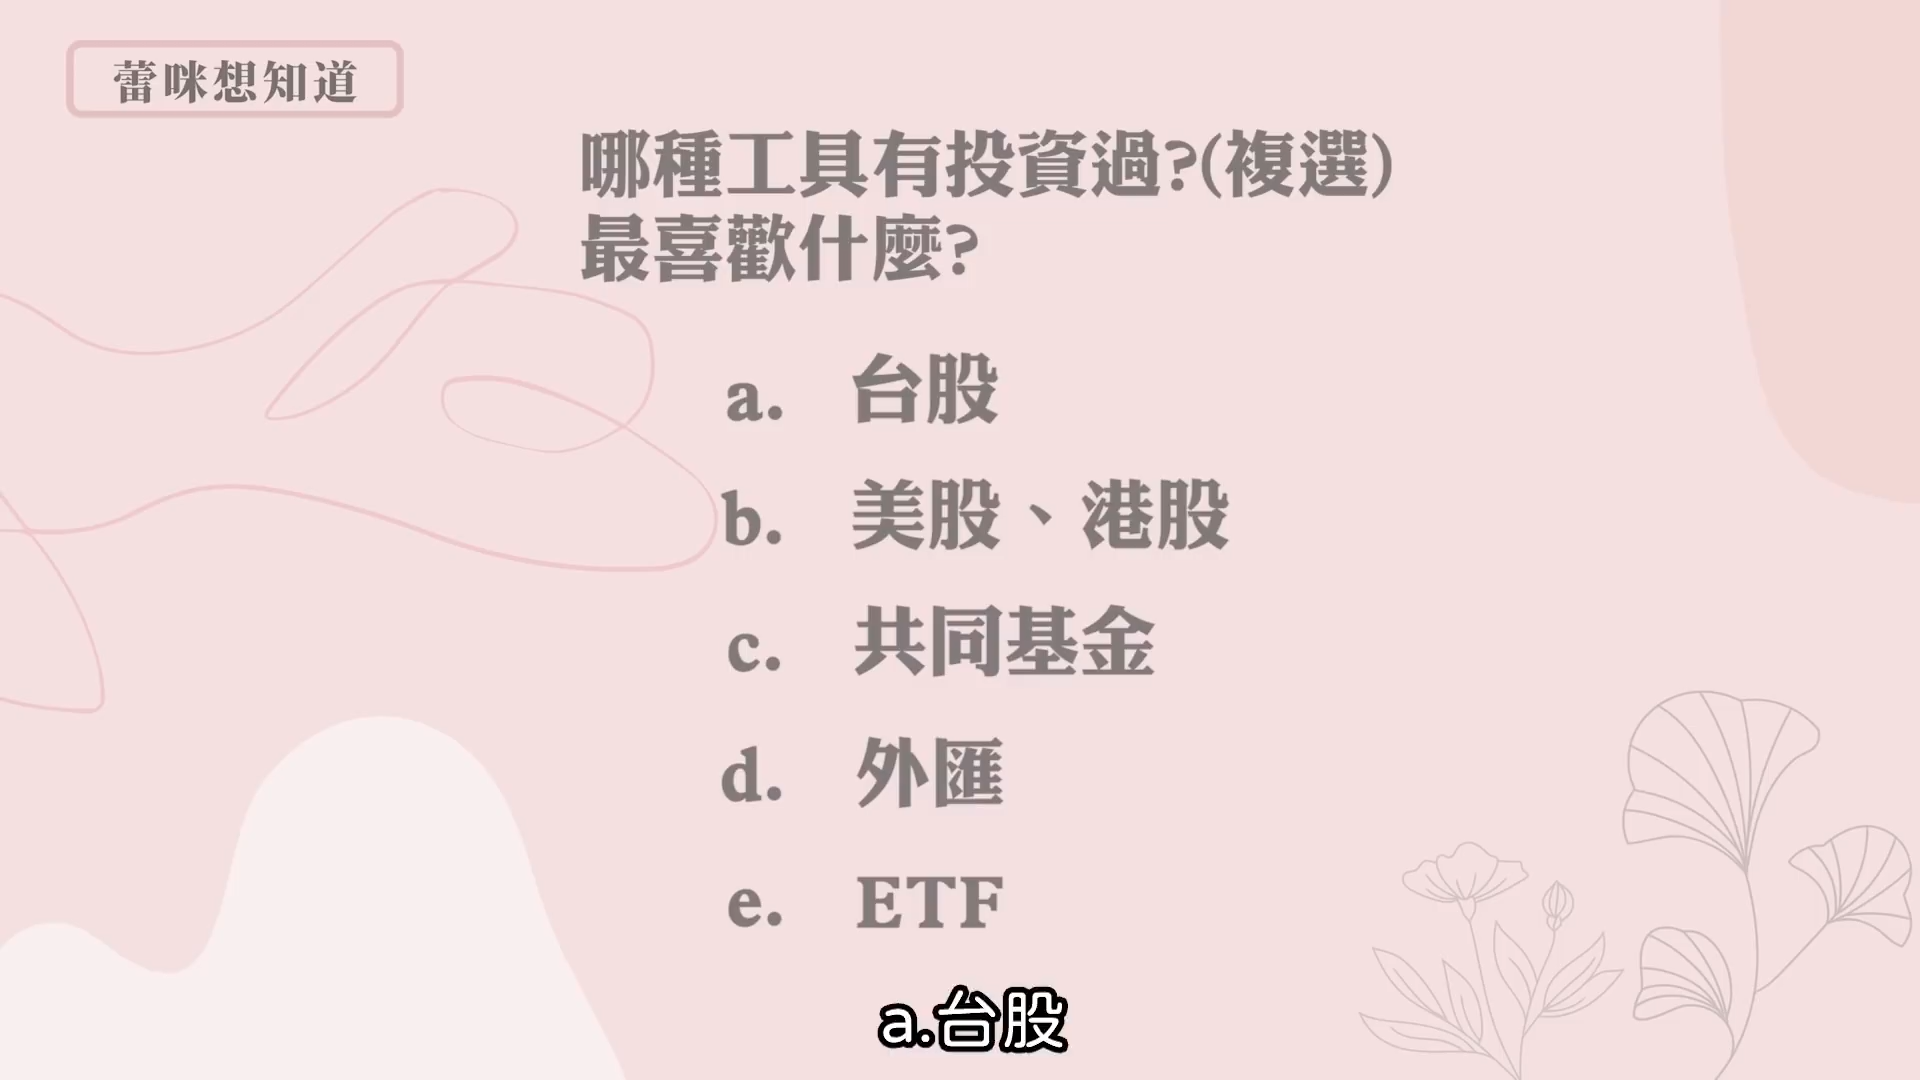 蕾咪想知道
哪種工具有投資過?(複選)
最喜歡什麼?
a. 台股
b. 美股、港股
c. 共同基金
d. 外匯
e. ETF
a.台股